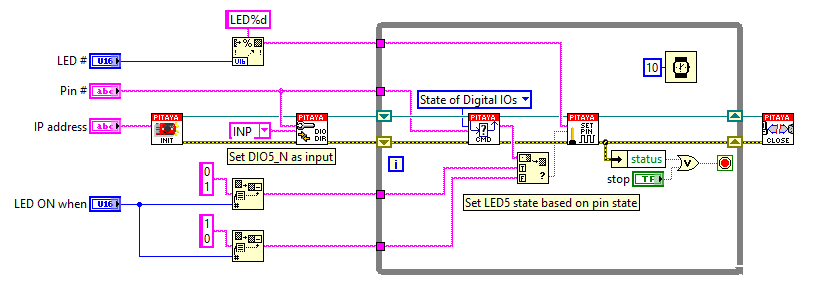 LED%d
LED #
U16
U16
10
Pin #
abc
State of Digital IOs
IP address
abc
PITAYA
INIT
INP
PITAYA
DIO
DIR
PITAYA
?
CMD
PITAYA
SET
PIN
PITAYA
CLOSE
Set DIO5_N as input
i
T
F
?
status
V
stop
TF
0
1
#
LED ON when
U16
Set LED5 state based on pin state
1
0
#